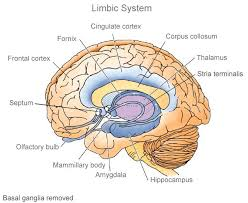 Limbic System
Cingulate cortex
Fornix
Corpus collosum
Frontal cortex
Thalamus
Stria terminalis
Septum
Olfactory bulb
Mammillary body
Amygdala
Hippocampus
Basal ganglia removed